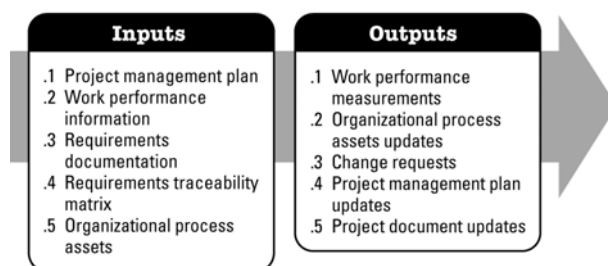 Inputs
.1 Project management plan
.2 Work performance
information
.3 Requirements
documentation
.4 Requirements traceability
matrix
.5 Organizational process
assets
Outputs
.1 Work performance
measurements
.2 Organizational process
assets updates
.3 Change requests
.4 Project management plan
updates
.5 Project document updates